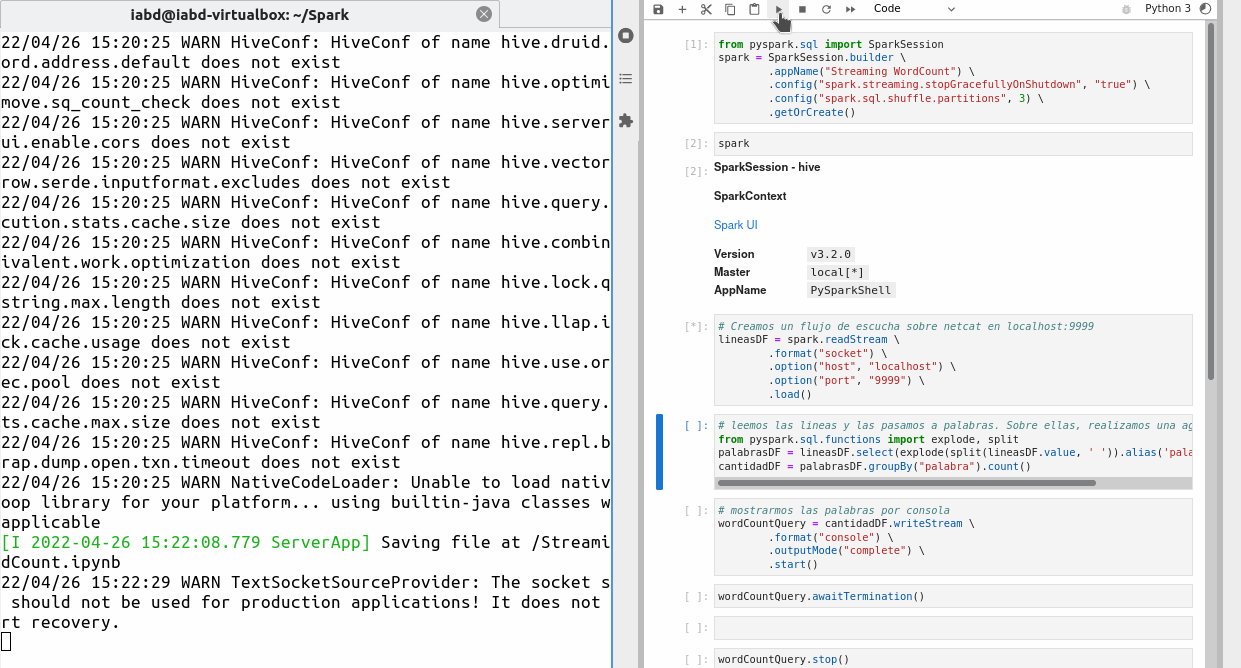 iabd@iabd-virtualbox: ~/Spark
22/04/26 15:20:25 WARN HiveConf: HiveConf of name hive.druid.
ord.address.default does not exist
22/04/26 15:20:25 WARN HiveConf: HiveConf of name hive.optimi
move.sq_count_check does not exist
22/04/26 15:20:25 WARN HiveConf: HiveConf of name hive.server
ui.enable.cors does not exist
22/04/26 15:20:25 WARN HiveConf: HiveConf of name hive.vector
row.serde.inputformat.excludes does not exist
22/04/26 15:20:25 WARN HiveConf: HiveConf of name hive.query.
cution.stats.cache.size does not exist
22/04/26 15:20:25 WARN HiveConf: HiveConf of name hive.combin
ivalent.work.optimization does not exist
22/04/26 15:20:25 WARN HiveConf: HiveConf of name hive.lock.q
string.max.length does not exist
22/04/26 15:20:25 WARN HiveConf: HiveConf of name hive.llap.i
ck.cache.usage does not exist
22/04/26 15:20:25 WARN HiveConf: HiveConf of name hive.use.or
ec.pool does not exist
22/04/26 15:20:25 WARN HiveConf: HiveConf of name hive.query.
ts.cache.max.size does not exist
22/04/26 15:20:25 WARN HiveConf: HiveConf of name hive.repl.b
rap.dump.open.txn.timeout does not exist
22/04/26 15:20:25 WARN NativeCodeLoader: Unable to load nativ
oop library for your platform... using builtin-java classes w
applicable
[I 2022-04-26 15:22:08.779 ServerApp] Saving file at /Streami
dCount.ipynb
22/04/26 15:22:29 WARN TextSocketSourceProvider: The socket s
 should not be used for production applications! It does not
rt recovery.
Code
Python 3
[1]: from pyspark.sql import SparkSession
spark = SparkSession.builder \
        .appName("Streaming WordCount") \
        .config("spark.streaming.stopGracefullyOnShutdown", "true") \
        .config("spark.sql.shuffle.partitions", 3) \
        .getOrCreate()
[2]: spark
[2]: SparkSession - hive
SparkContext
Spark UI
Version v3.2.0
Master local[*]
AppName PySparkShell
[*]: # Creamos un flujo de escucha sobre netcat en localhost:9999
lineasDF = spark.readStream \
        .format("socket") \
        .option("host", "localhost") \
        .option("port", "9999") \
        .load()
[ ]: # leemos las lineas y las pasamos a palabras. Sobre ellas, realizamos una ag
from pyspark.sql.functions import explode, split
palabrasDF = lineasDF.select(explode(split(lineasDF.value, ' ')).alias('pala
cantidadDF = palabrasDF.groupBy("palabra").count()
[ ]: # mostrarmos las palabras por consola
wordCountQuery = cantidadDF.writeStream \
        .format("console") \
        .outputMode("complete") \
        .start()
[ ]: wordCountQuery.awaitTermination()
[ ]:
[ ]: wordCountQuery.stop()